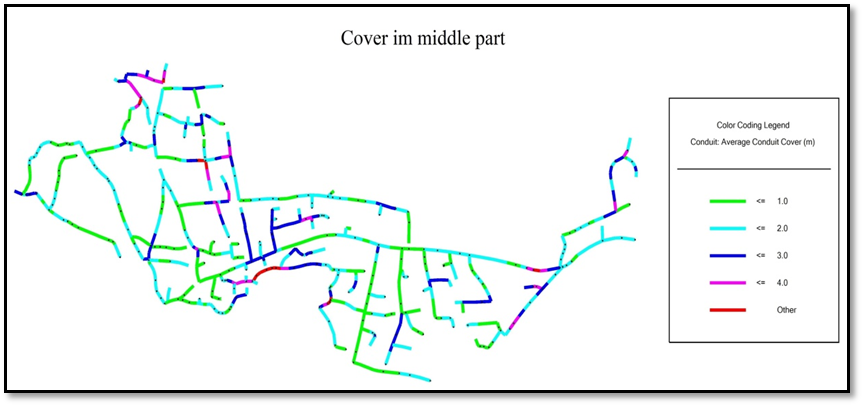 Cover im middle part
Color Coding Legend
Conduit: Average Conduit Cover (m)
<= 1.0
<= 2.0
<= 3.0
<= 4.0
Other